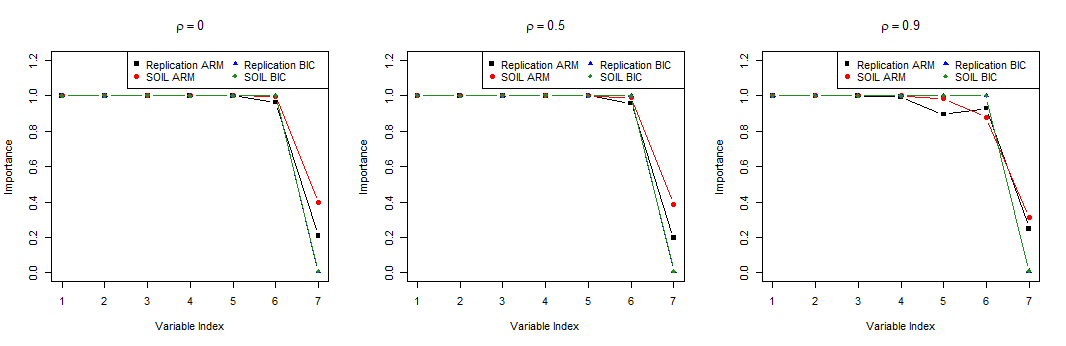 ρ = 0
Replication ARM
Replication BIC
SOIL ARM
SOIL BIC
Importance
0.0 0.2 0.4 0.6 0.8 1.0 1.2
1 2 3 4 5 6 7
Variable Index
ρ = 0.5
Replication ARM
Replication BIC
SOIL ARM
SOIL BIC
Importance
0.0 0.2 0.4 0.6 0.8 1.0 1.2
1 2 3 4 5 6 7
Variable Index
ρ = 0.9
Replication ARM
Replication BIC
SOIL ARM
SOIL BIC
Importance
0.0 0.2 0.4 0.6 0.8 1.0 1.2
1 2 3 4 5 6 7
Variable Index